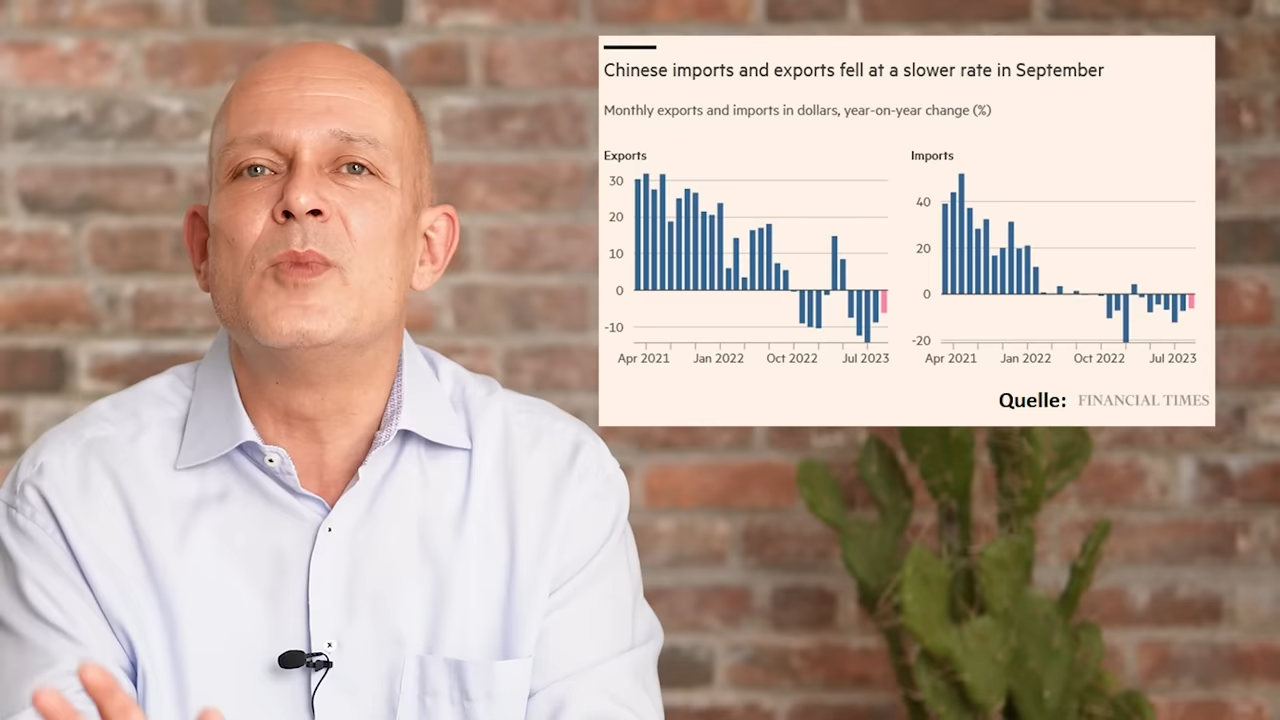 Chinese imports and exports fell at a slower rate in September
Monthly exports and imports in dollars, year-on-year change (%)
Exports
30
20
10
0
-10
Apr 2021 Jan 2022 Oct 2022 Jul 2023
Imports
40
20
0
-20
Apr 2021 Jan 2022 Oct 2022 Jul 2023
Quelle: FINANCIAL TIMES